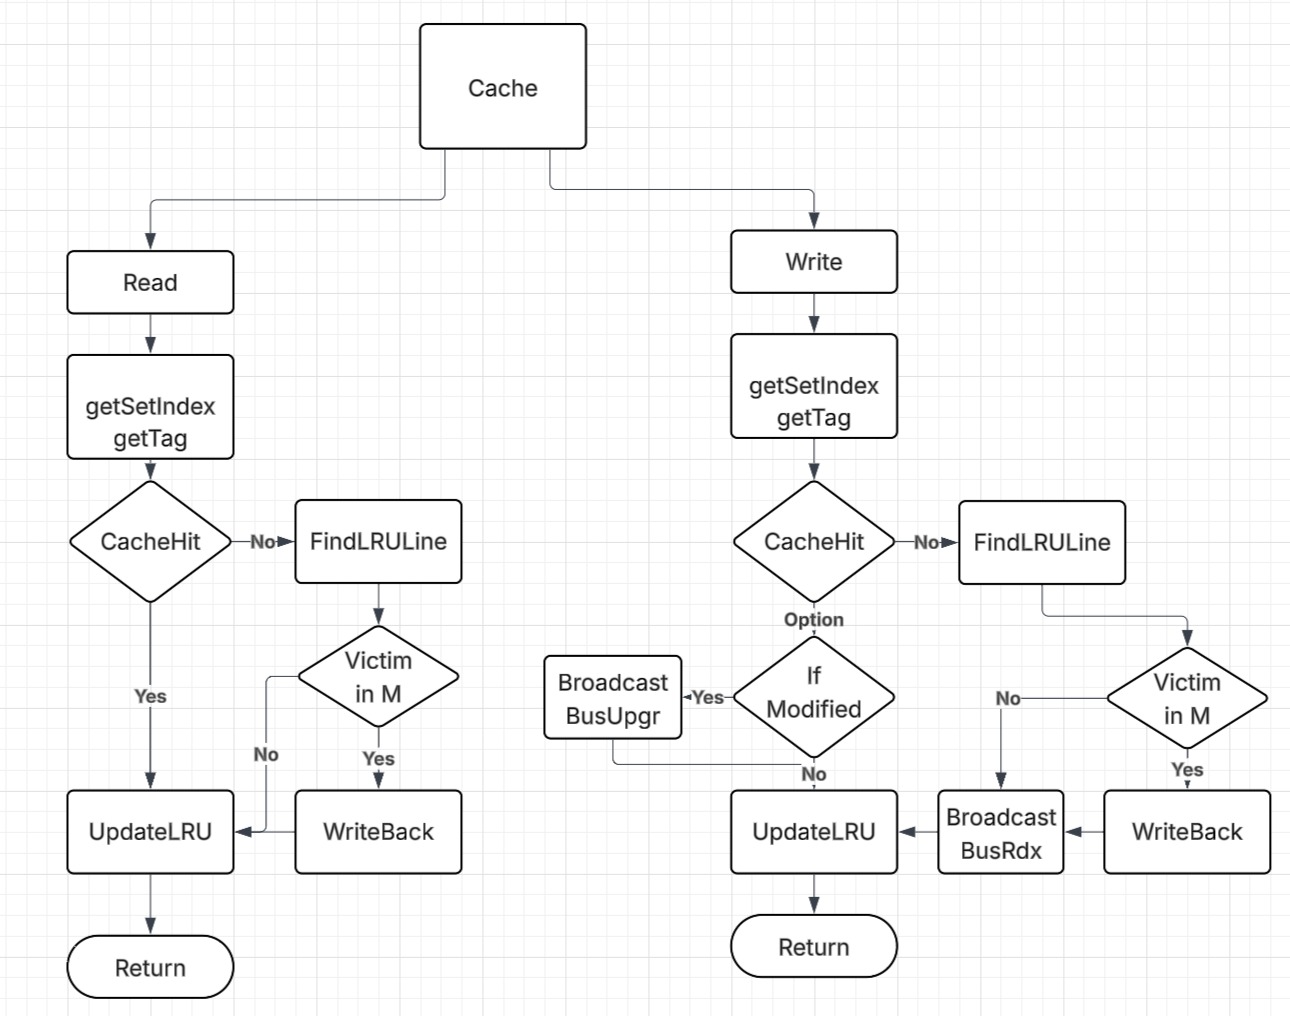 Cache
Read
getSetIndex
getTag
CacheHit
No
FindLRULine
Victim
in M
Yes
No
Yes
UpdateLRU
WriteBack
Return
Write
getSetIndex
getTag
CacheHit
No
FindLRULine
Option
If
Modified
Yes
Broadcast
BusUpgr
No
Victim
in M
No
Yes
UpdateLRU
Broadcast
BusRdx
WriteBack
Return